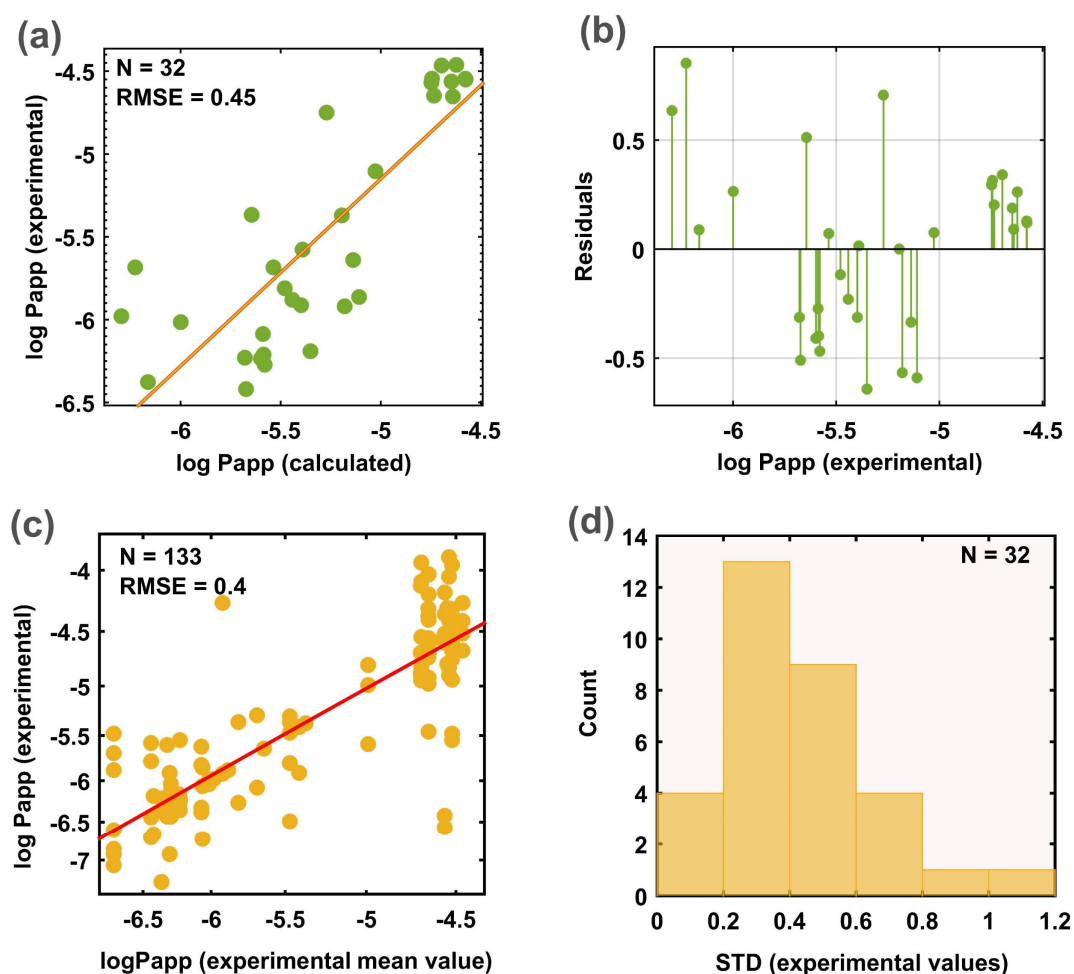 (a)
N = 32
RMSE = 0.45
log Papp (experimental)
-4.5
-5
-5.5
-6
-6.5
-6
-5.5
-5
-4.5
log Papp (calculated)
(b)
Residuals
0.5
0
-0.5
-6
-5.5
-5
-4.5
log Papp (experimental)
(c)
N = 133
RMSE = 0.4
log Papp (experimental)
-4
-4.5
-5
-5.5
-6
-6.5
-7
-6.5
-6
-5.5
-5
-4.5
logPapp (experimental mean value)
(d)
N = 32
Count
14
12
10
8
6
4
2
0
0
0.2
0.4
0.6
0.8
1
1.2
STD (experimental values)